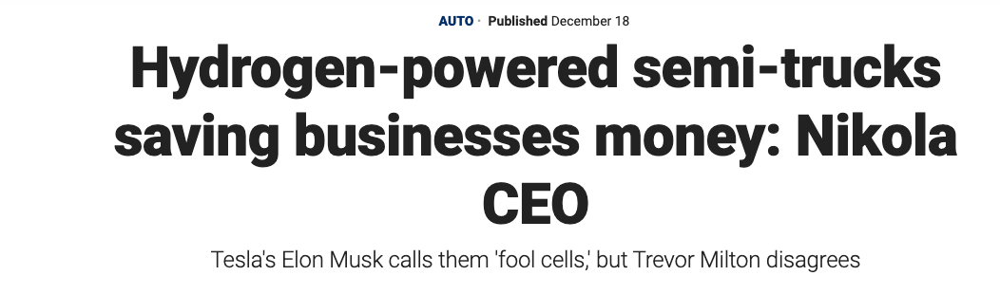 AUTO · Published December 18
Hydrogen-powered semi-trucks
saving businesses money: Nikola
CEO
Tesla's Elon Musk calls them 'fool cells,' but Trevor Milton disagrees